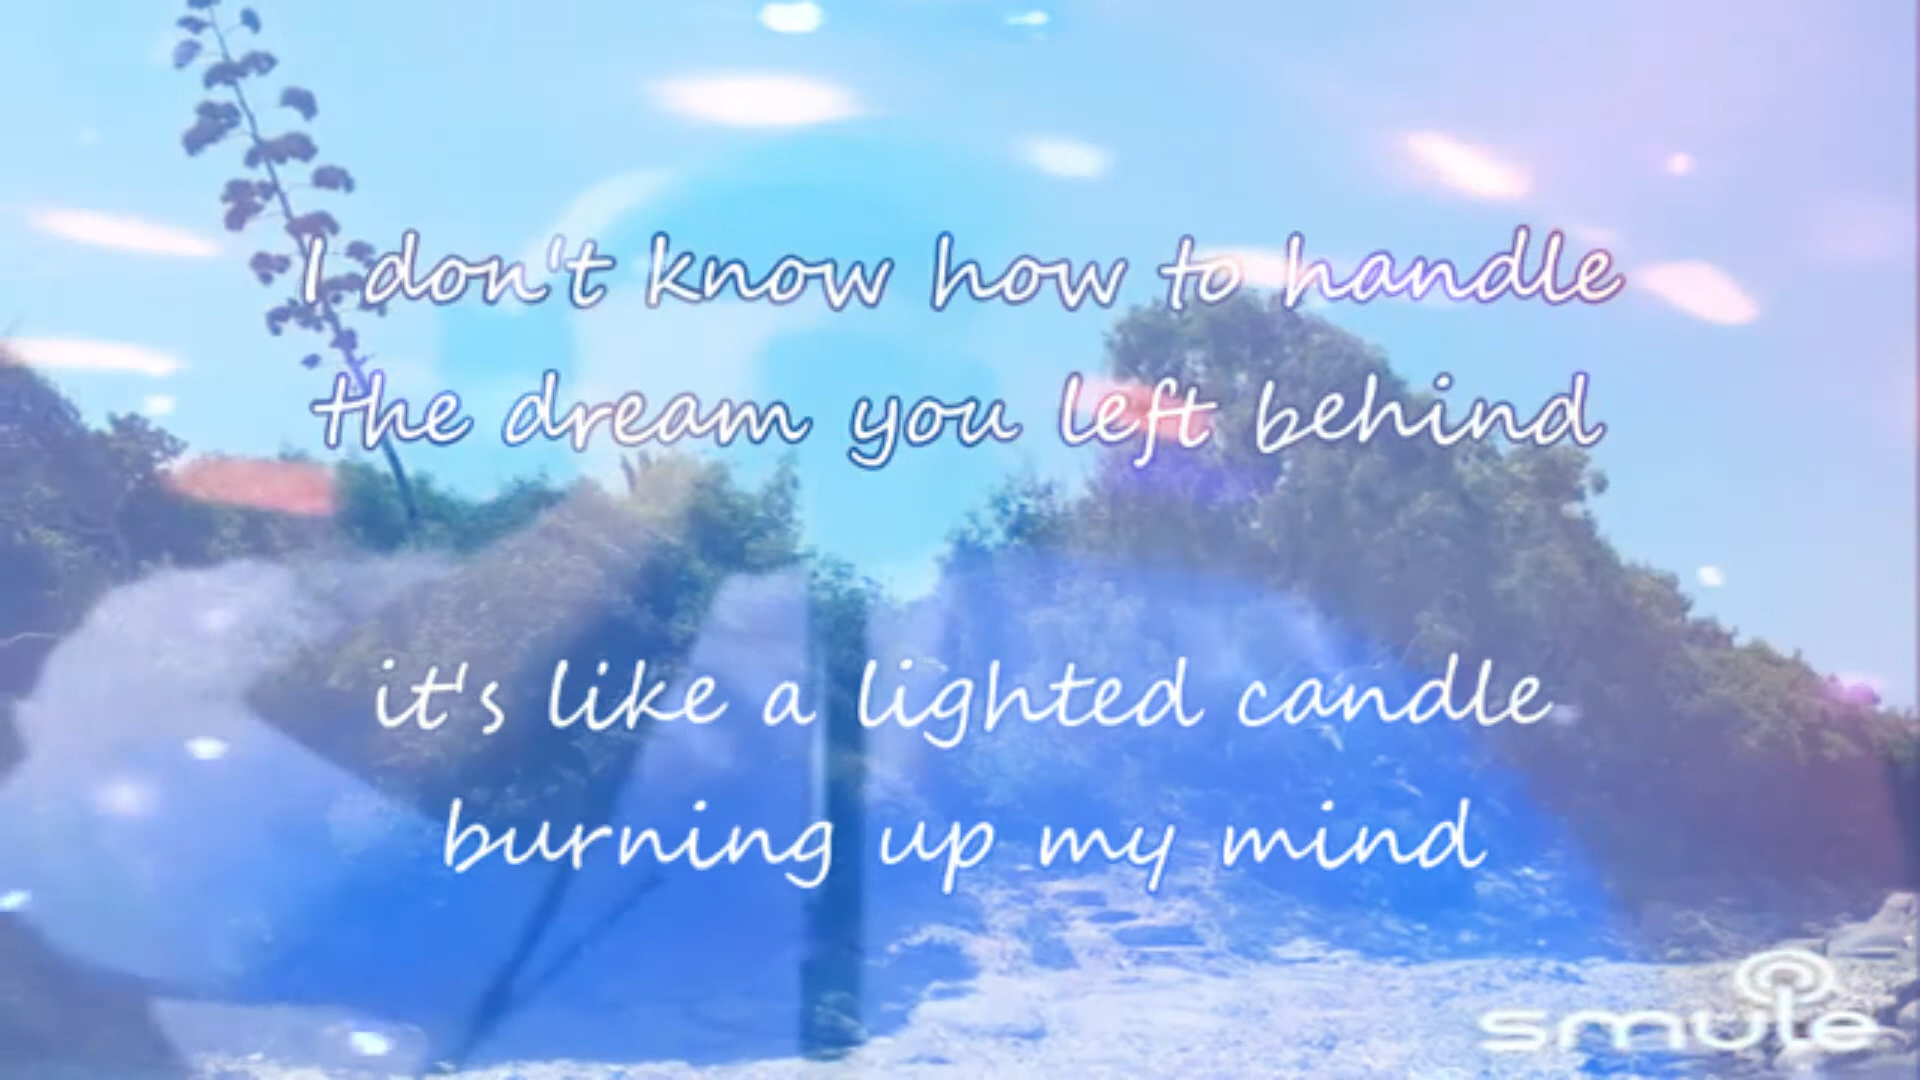 I don't know how to handle
the dream you left behind
it's like a lighted candle
burning up my mind
smule